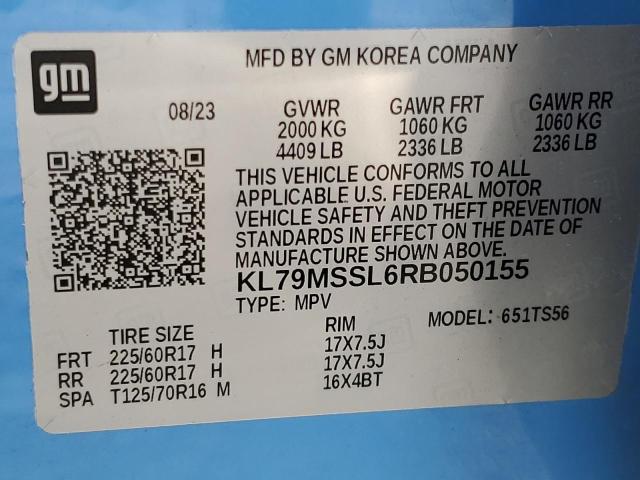 gm
MFD BY GM KOREA COMPANY
08/23 GVWR GAWR FRT GAWR RR
2000 KG 1060 KG 1060 KG
4409 LB 2336 LB 2336 LB
THIS VEHICLE CONFORMS TO ALL
APPLICABLE U.S. FEDERAL MOTOR
VEHICLE SAFETY AND THEFT PREVENTION
STANDARDS IN EFFECT ON THE DATE OF
MANUFACTURE SHOWN ABOVE.
KL79MSSL6RB050155
TYPE: MPV MODEL: 651TS56
TIRE SIZE RIM
FRT 225/60R17 H 17X7.5J
RR 225/60R17 H 17X7.5J
SPA T125/70R16 M 16X4BT